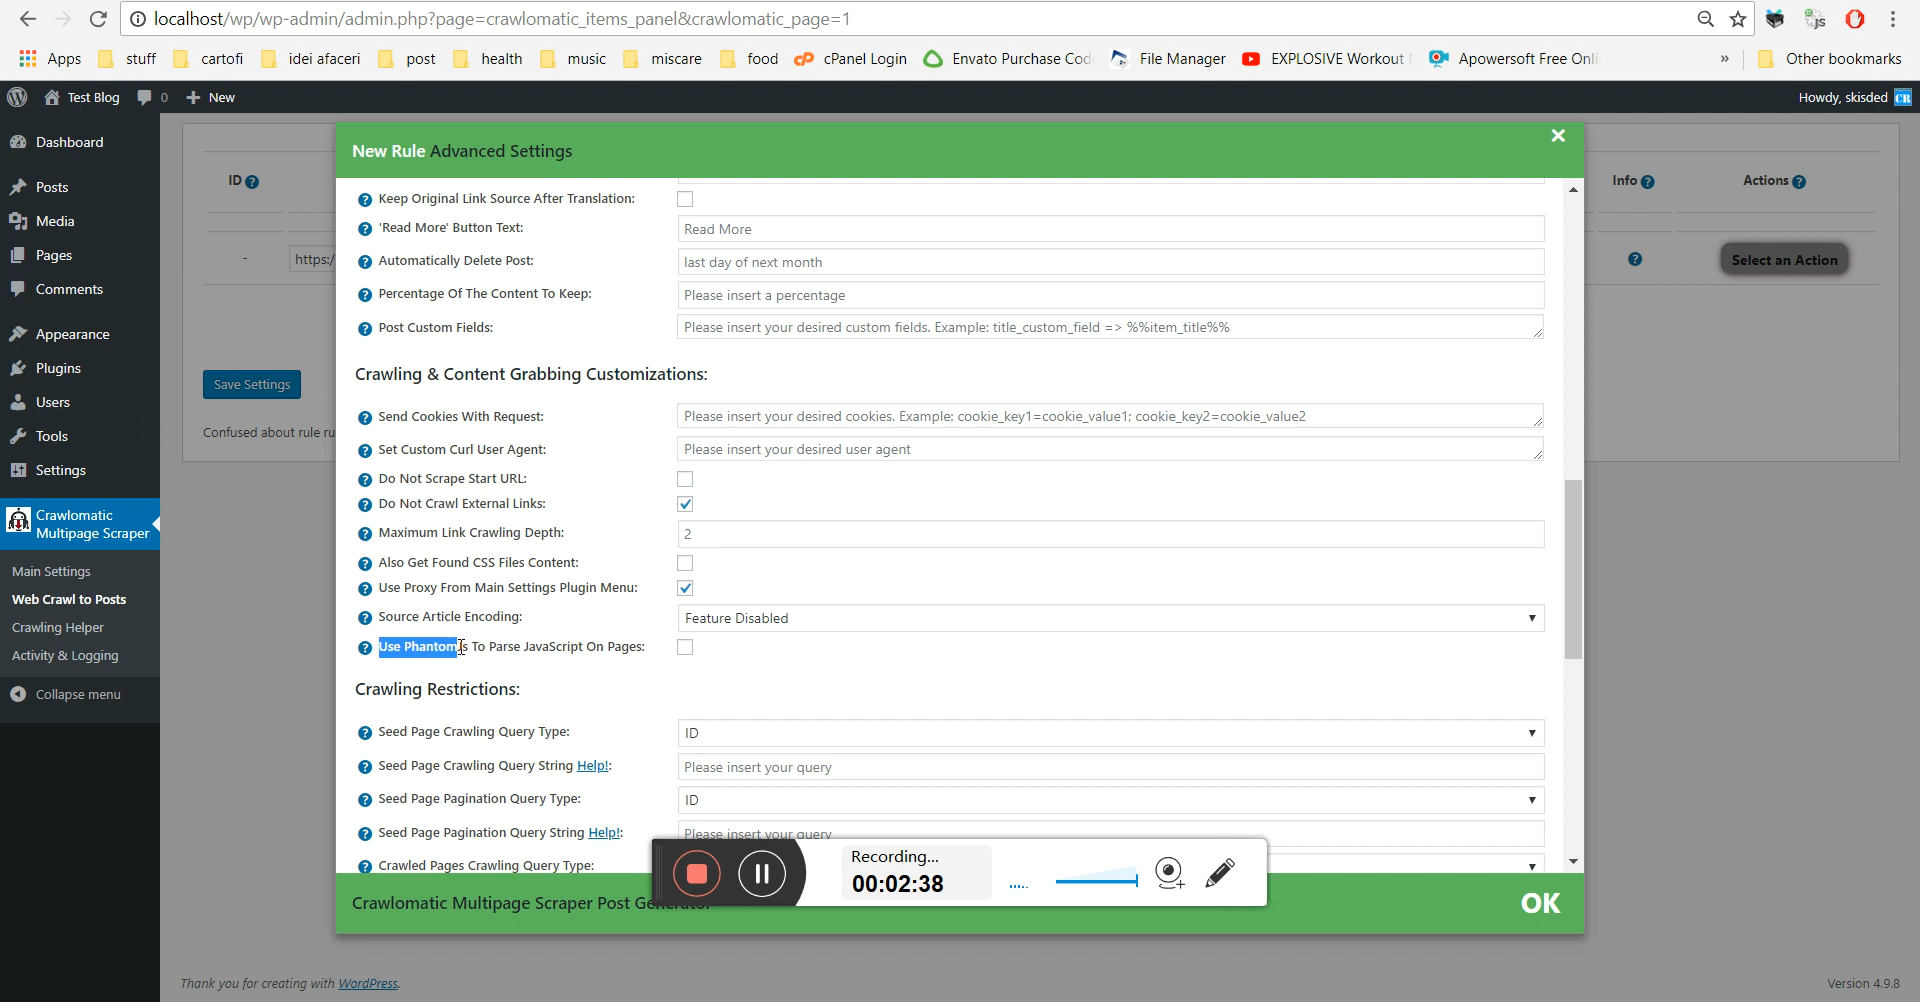 localhost/wp/wp-admin/admin.php?page=crawlomatic_items_panel&crawlomatic_page=1
Apps stuff cartofi idei afaceri post health music miscare food cPanel Login Envato Purchase Cod File Manager EXPLOSIVE Workout Apowersoft Free Onli » Other bookmarks
Test Blog 0 New Howdy, skisded CR
Dashboard
Posts
Media
Pages
Comments
Appearance
Plugins
Users
Tools
Settings
Crawlomatic
Multipage Scraper
Main Settings
Web Crawl to Posts
Crawling Helper
Activity & Logging
Collapse menu
ID Info Actions
- https:/ Select an Action
Save Settings
Confused about rule ru
New Rule Advanced Settings ×
Keep Original Link Source After Translation:
'Read More' Button Text: Read More
Automatically Delete Post: last day of next month
Percentage Of The Content To Keep: Please insert a percentage
Post Custom Fields: Please insert your desired custom fields. Example: title_custom_field => %%item_title%%
Crawling & Content Grabbing Customizations:
Send Cookies With Request: Please insert your desired cookies. Example: cookie_key1=cookie_value1; cookie_key2=cookie_value2
Set Custom Curl User Agent: Please insert your desired user agent
Do Not Scrape Start URL:
Do Not Crawl External Links:
Maximum Link Crawling Depth: 2
Also Get Found CSS Files Content:
Use Proxy From Main Settings Plugin Menu:
Source Article Encoding: Feature Disabled
Use Phantomjs To Parse JavaScript On Pages:
Crawling Restrictions:
Seed Page Crawling Query Type: ID
Seed Page Crawling Query String Help!: Please insert your query
Seed Page Pagination Query Type: ID
Seed Page Pagination Query String Help!: Please insert your query
Crawled Pages Crawling Query Type:
Recording...
00:02:38
Crawlomatic Multipage Scraper Post Generator OK
Thank you for creating with WordPress. Version 4.9.8